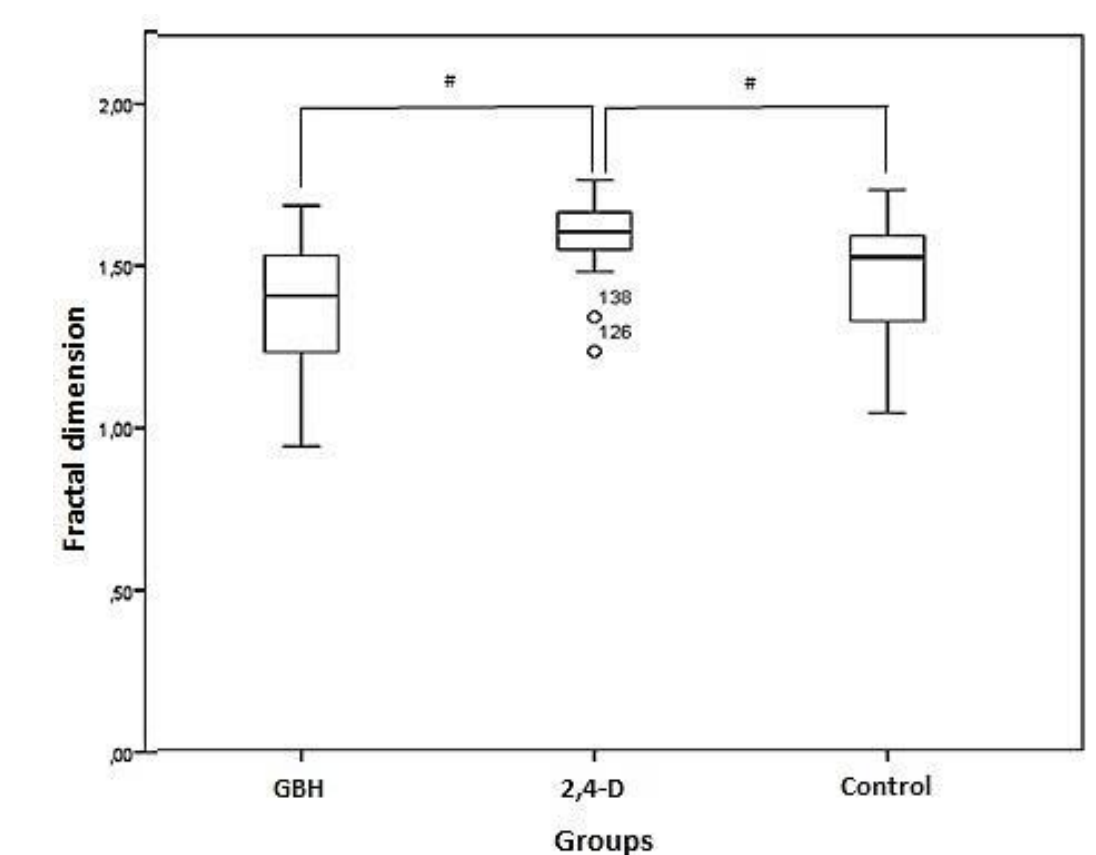 # #
2,00
1,50
138
126
1,00
,50
,00
Fractal dimension
GBH 2,4-D Control
Groups